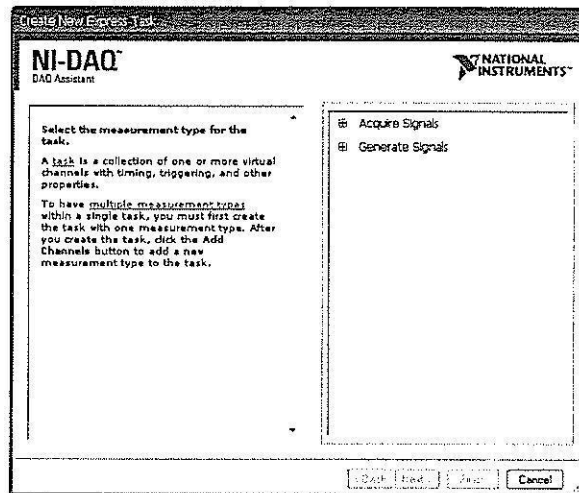 Create New Express Task
NI-DAQ™
DAQ Assistant
NATIONAL
INSTRUMENTS™
Select the measurement type for the
task.
A task is a collection of one or more virtual
channels with timing, triggering, and other
properties.
To have multiple measurement types
within a single task, you must first create
the task with one measurement type. After
you create the task, click the Add
Channels button to add a new
measurement type to the task.
Acquire Signals
Generate Signals
Next >
Cancel